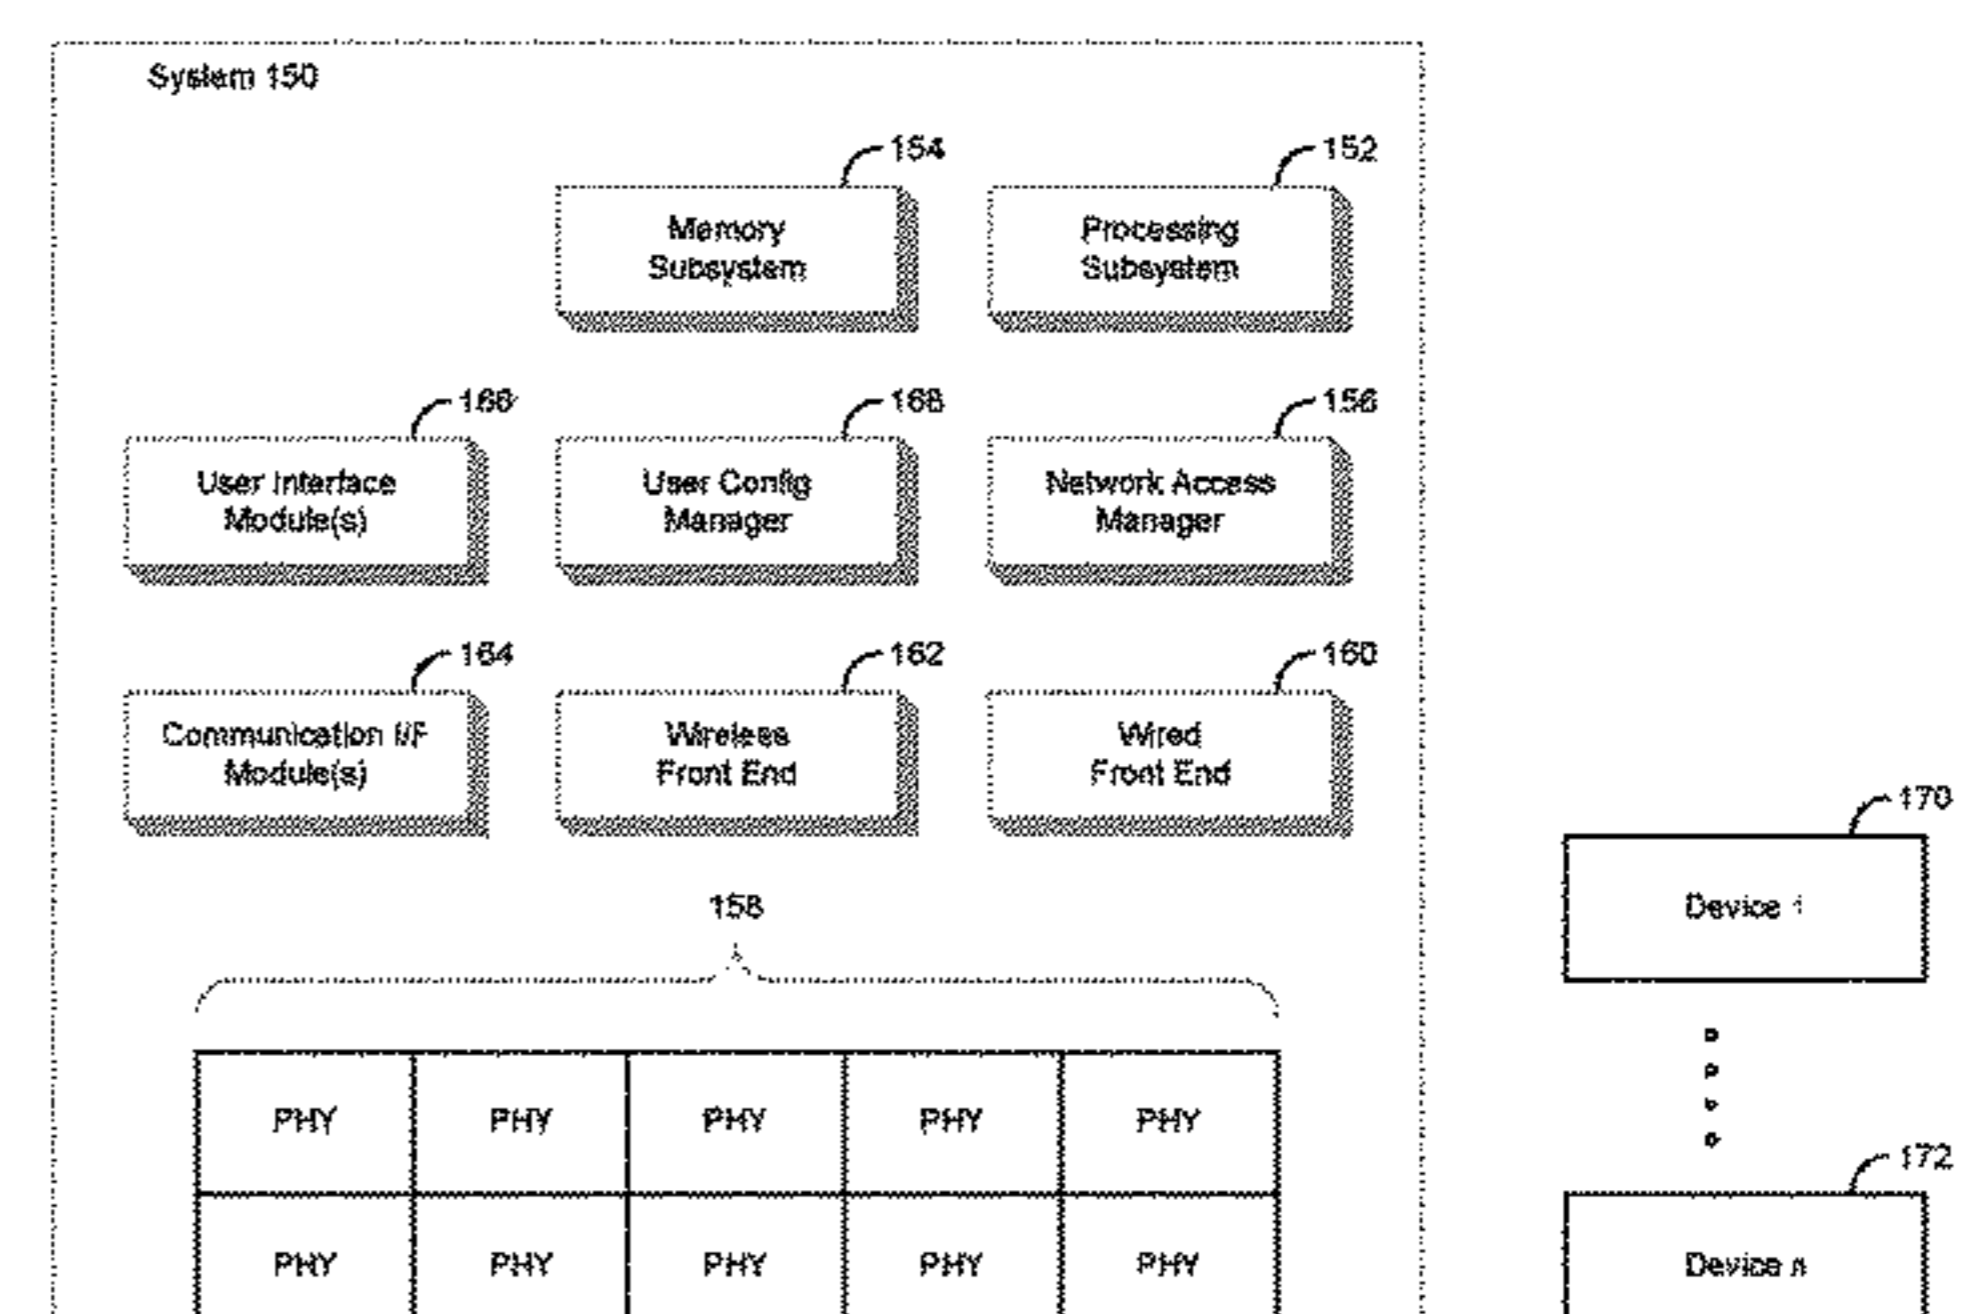 System 150
154
152
Memory
Subsystem
Processing
Subsystem
166
168
156
User Interface
Module(s)
User Config
Manager
Network Access
Manager
164
162
160
Communication I/F
Module(s)
Wireless
Front End
Wired
Front End
170
Device 1
158
PHY PHY PHY PHY PHY
172
PHY PHY PHY PHY PHY
Device n